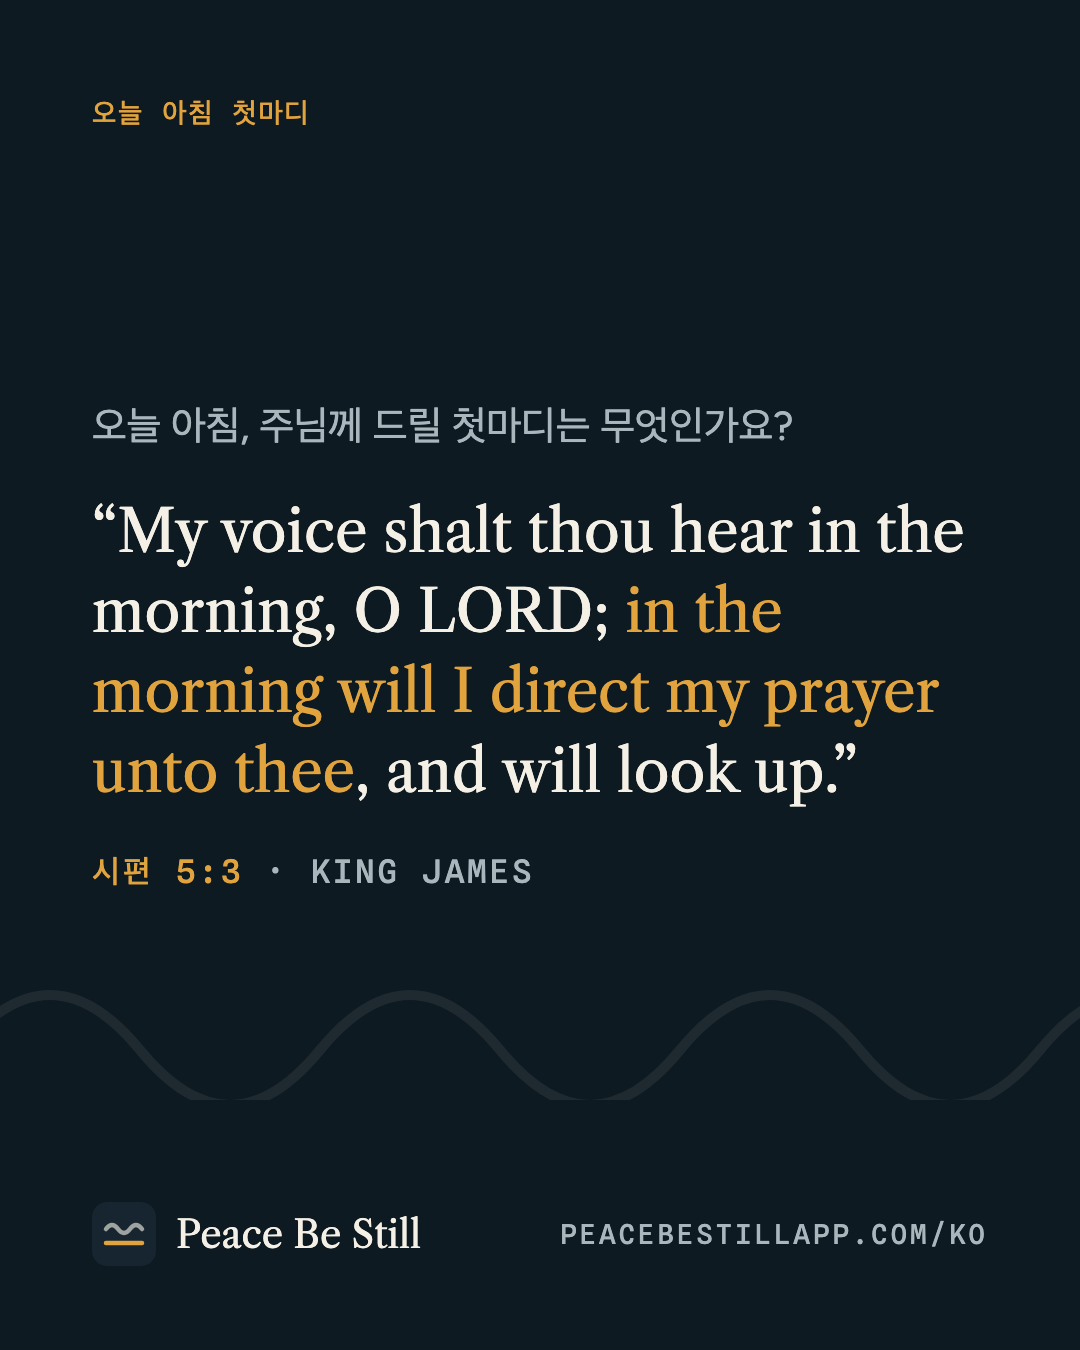 오늘 아침 첫마디
오늘 아침, 주님께 드릴 첫마디는 무엇인가요?
“My voice shalt thou hear in the
morning, O LORD; in the
morning will I direct my prayer
unto thee, and will look up.”
시편 5:3 · KING JAMES
Peace Be Still
PEACEBESTILLAPP.COM/KO